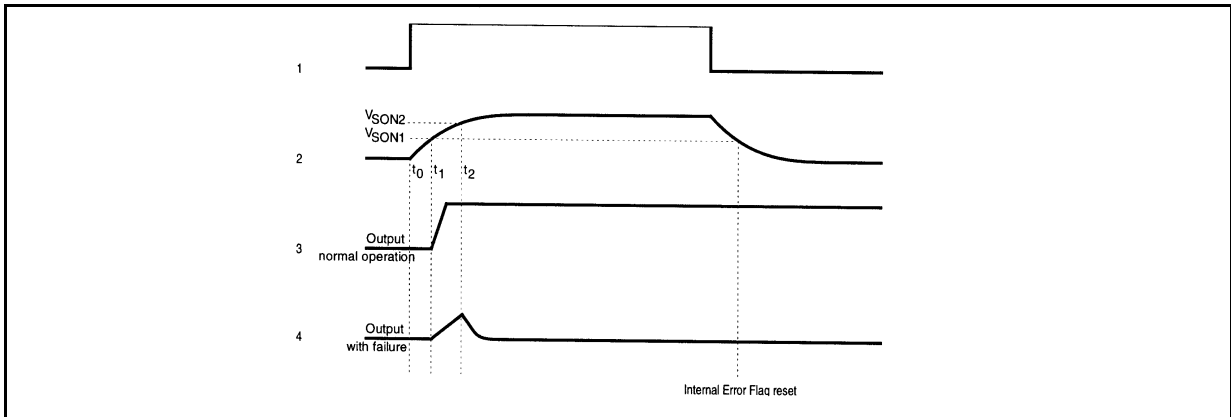 1
VSON2
VSON1
2
t0 t1 t2
Output
3
normal operation
Output
4
with failure
Internal Error Flag reset